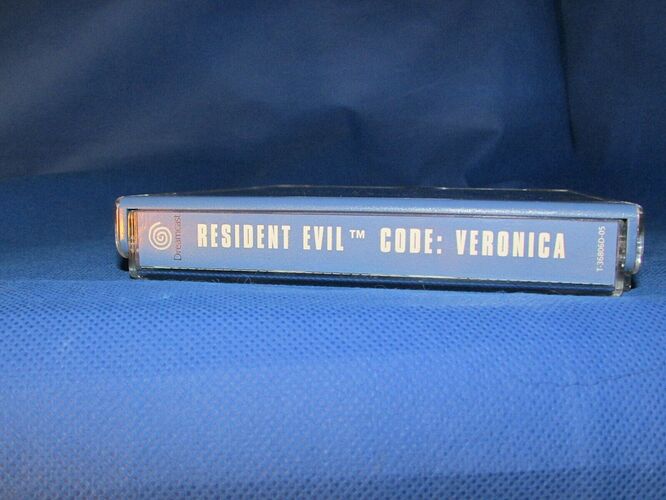 Dreamcast
RESIDENT EVIL™ CODE: VERONICA
T-36806D-05